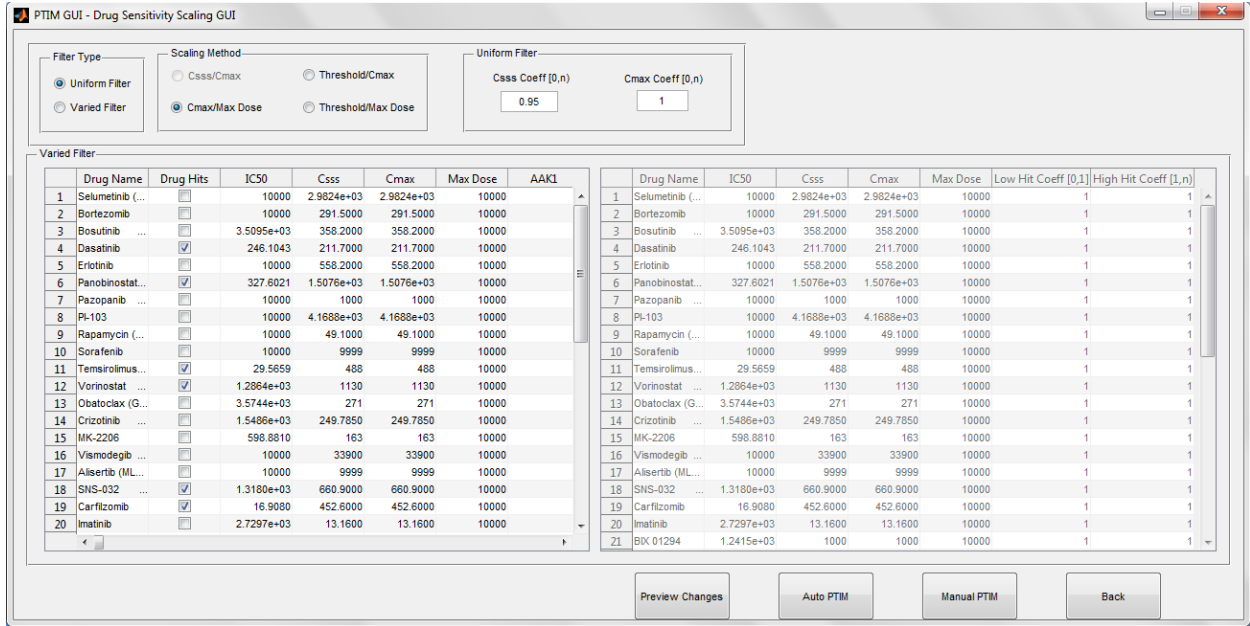 PTIM GUI - Drug Sensitivity Scaling GUI
Filter Type
Uniform Filter
Varied Filter
Scaling Method
Csss/Cmax Threshold/Cmax
Cmax/Max Dose Threshold/Max Dose
Uniform Filter
Csss Coeff [0,n) Cmax Coeff [0,n)
0.95 1
Varied Filter
Drug Name Drug Hits IC50 Csss Cmax Max Dose AAK1
1 Selumetinib (... 10000 2.9824e+03 2.9824e+03 10000
2 Bortezomib 10000 291.5000 291.5000 10000
3 Bosutinib ... 3.5095e+03 358.2000 358.2000 10000
4 Dasatinib 246.1043 211.7000 211.7000 10000
5 Erlotinib 10000 558.2000 558.2000 10000
6 Panobinostat... 327.6021 1.5076e+03 1.5076e+03 10000
7 Pazopanib ... 10000 1000 1000 10000
8 PI-103 10000 4.1688e+03 4.1688e+03 10000
9 Rapamycin (... 10000 49.1000 49.1000 10000
10 Sorafenib 10000 9999 9999 10000
11 Temsirolimus... 29.5659 488 488 10000
12 Vorinostat ... 1.2864e+03 1130 1130 10000
13 Obatoclax (G... 3.5744e+03 271 271 10000
14 Crizotinib ... 1.5486e+03 249.7850 249.7850 10000
15 MK-2206 598.8810 163 163 10000
16 Vismodegib ... 10000 33900 33900 10000
17 Alisertib (ML... 10000 9999 9999 10000
18 SNS-032 ... 1.3180e+03 660.9000 660.9000 10000
19 Carfilzomib 16.9080 452.6000 452.6000 10000
20 Imatinib 2.7297e+03 13.1600 13.1600 10000
Drug Name IC50 Csss Cmax Max Dose Low Hit Coeff [0,1] High Hit Coeff [1,n)
1 Selumetinib (... 10000 2.9824e+03 2.9824e+03 10000 1 1
2 Bortezomib 10000 291.5000 291.5000 10000 1 1
3 Bosutinib ... 3.5095e+03 358.2000 358.2000 10000 1 1
4 Dasatinib 246.1043 211.7000 211.7000 10000 1 1
5 Erlotinib 10000 558.2000 558.2000 10000 1 1
6 Panobinostat... 327.6021 1.5076e+03 1.5076e+03 10000 1 1
7 Pazopanib ... 10000 1000 1000 10000 1 1
8 PI-103 10000 4.1688e+03 4.1688e+03 10000 1 1
9 Rapamycin (... 10000 49.1000 49.1000 10000 1 1
10 Sorafenib 10000 9999 9999 10000 1 1
11 Temsirolimus... 29.5659 488 488 10000 1 1
12 Vorinostat ... 1.2864e+03 1130 1130 10000 1 1
13 Obatoclax (G... 3.5744e+03 271 271 10000 1 1
14 Crizotinib ... 1.5486e+03 249.7850 249.7850 10000 1 1
15 MK-2206 598.8810 163 163 10000 1 1
16 Vismodegib ... 10000 33900 33900 10000 1 1
17 Alisertib (ML... 10000 9999 9999 10000 1 1
18 SNS-032 ... 1.3180e+03 660.9000 660.9000 10000 1 1
19 Carfilzomib 16.9080 452.6000 452.6000 10000 1 1
20 Imatinib 2.7297e+03 13.1600 13.1600 10000 1 1
21 BIX 01294 1.2415e+03 1000 1000 10000 1 1
Preview Changes Auto PTIM Manual PTIM Back